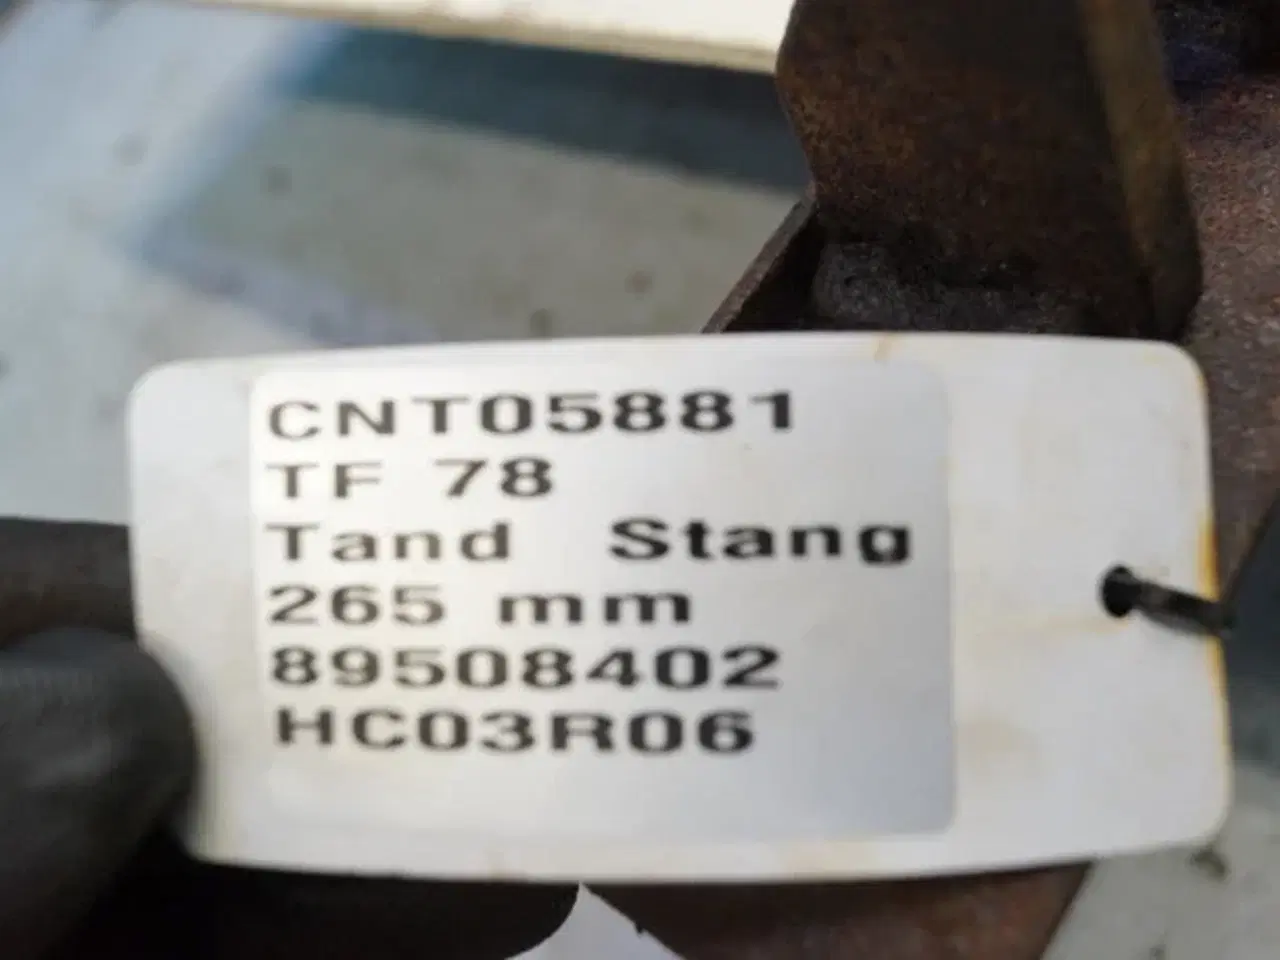 CNT05881
TF 78
Tand Stang
265 mm
89508402
HC03R06